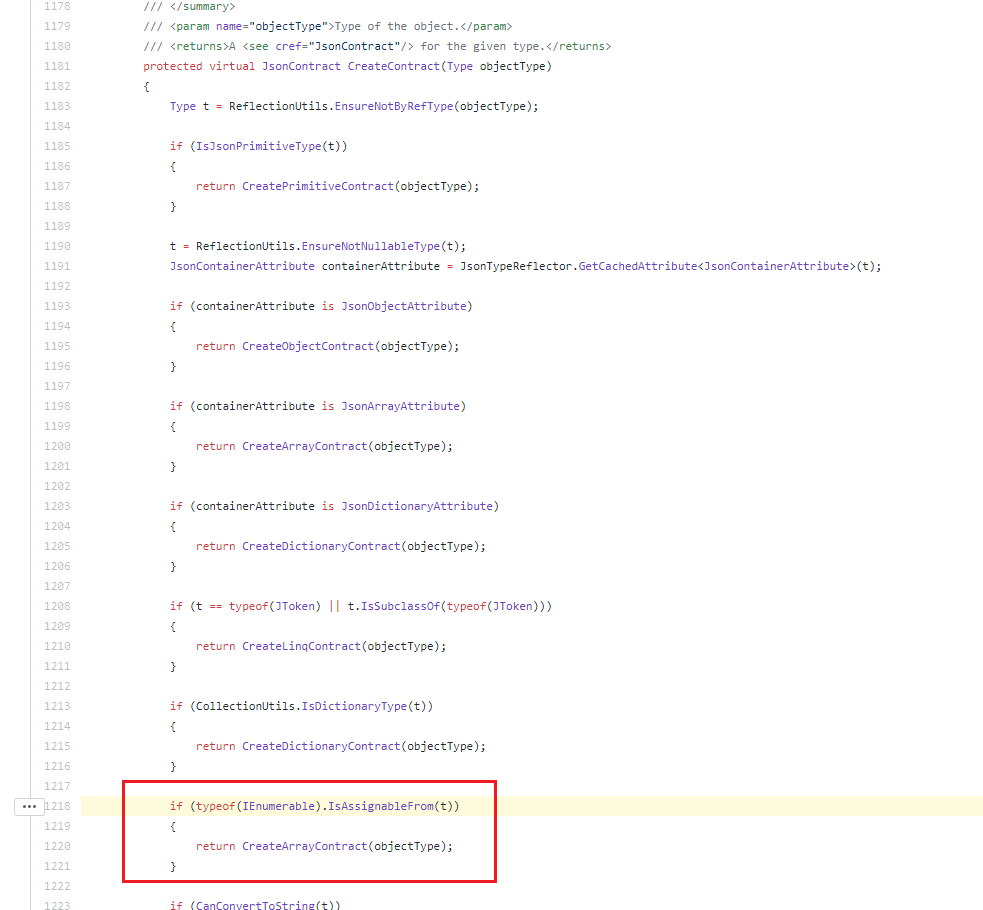 1178 /// </summary>
1179 /// <param name="objectType">Type of the object.</param>
1180 /// <returns>A <see cref="JsonContract"/> for the given type.</returns>
1181 protected virtual JsonContract CreateContract(Type objectType)
1182 {
1183 Type t = ReflectionUtils.EnsureNotByRefType(objectType);
1184
1185 if (IsJsonPrimitiveType(t))
1186 {
1187 return CreatePrimitiveContract(objectType);
1188 }
1189
1190 t = ReflectionUtils.EnsureNotNullableType(t);
1191 JsonContainerAttribute containerAttribute = JsonTypeReflector.GetCachedAttribute<JsonContainerAttribute>(t);
1192
1193 if (containerAttribute is JsonObjectAttribute)
1194 {
1195 return CreateObjectContract(objectType);
1196 }
1197
1198 if (containerAttribute is JsonArrayAttribute)
1199 {
1200 return CreateArrayContract(objectType);
1201 }
1202
1203 if (containerAttribute is JsonDictionaryAttribute)
1204 {
1205 return CreateDictionaryContract(objectType);
1206 }
1207
1208 if (t == typeof(JToken) || t.IsSubclassOf(typeof(JToken)))
1209 {
1210 return CreateLinqContract(objectType);
1211 }
1212
1213 if (CollectionUtils.IsDictionaryType(t))
1214 {
1215 return CreateDictionaryContract(objectType);
1216 }
1217
... 1218 if (typeof(IEnumerable).IsAssignableFrom(t))
1219 {
1220 return CreateArrayContract(objectType);
1221 }
1222
1223 if (CanConvertToString(t))